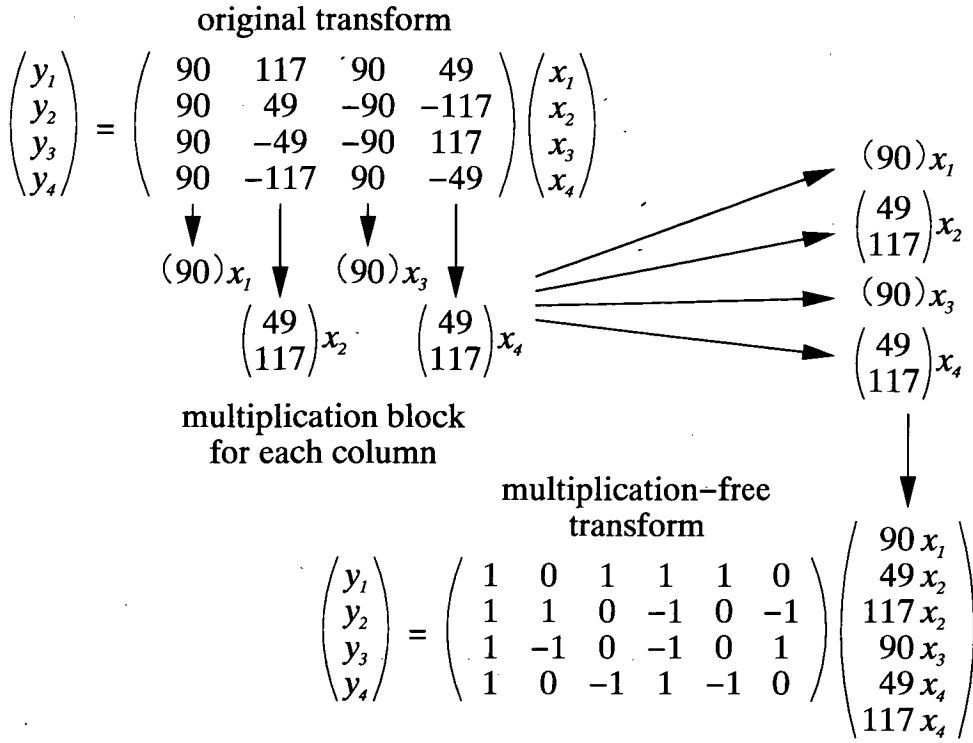 original transform
y1 90 117 90 49 x1
y2 = 90 49 −90 −117 x2
y3 90 −49 −90 117 x3
y4 90 −117 90 −49 x4
(90)x1 (90)x3
(49
117)x2 (49
117)x4
multiplication block
for each column
(90)x1
(49
117)x2
(90)x3
(49
117)x4
multiplication−free
transform
y1 1 0 1 1 1 0
y2 = 1 1 0 −1 0 −1
y3 1 −1 0 −1 0 1
y4 1 0 −1 1 −1 0
90 x1
49 x2
117 x2
90 x3
49 x4
117 x4